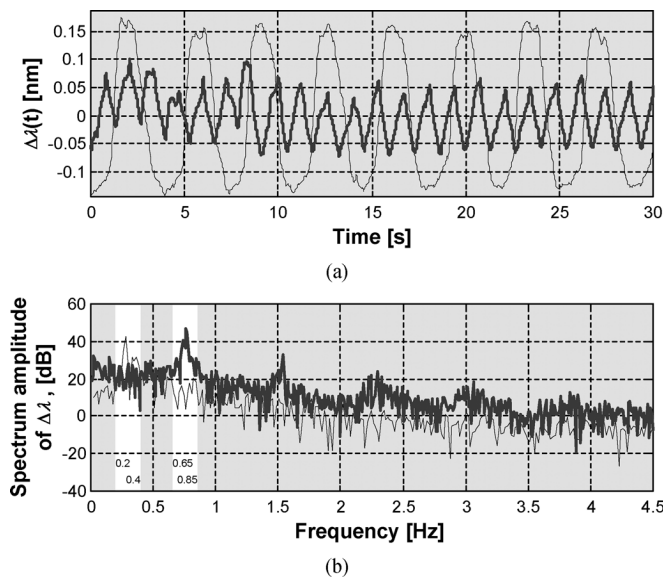 0.15
0.1
0.05
0
-0.05
-0.1
Δλ(t) [nm]
0 5 10 15 20 25 30
Time [s]
(a)
60
40
20
0
-20
-40
Spectrum amplitude
of Δλ , [dB]
0.2 0.65
0.4 0.85
0 0.5 1 1.5 2 2.5 3 3.5 4 4.5
Frequency [Hz]
(b)